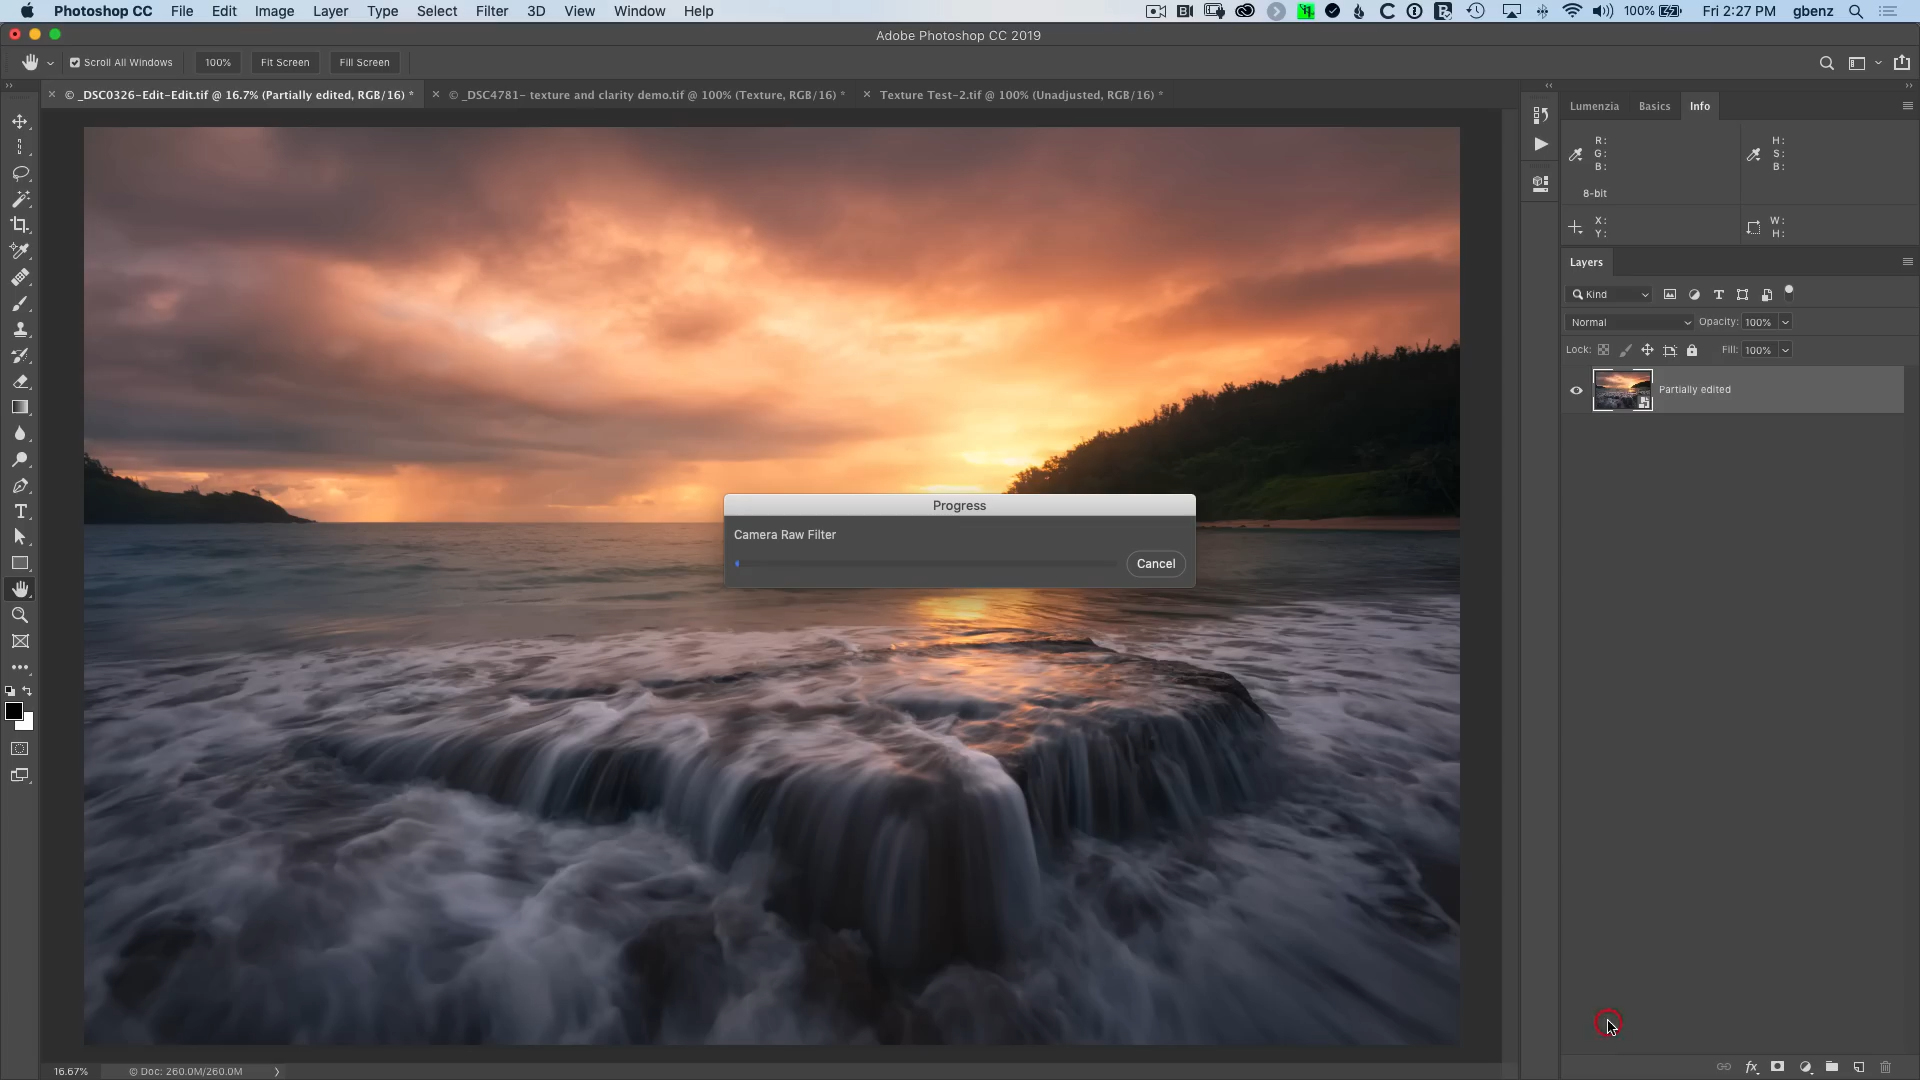 Photoshop CC File Edit Image Layer Type Select Filter 3D View Window Help 100% Fri 2:27 PM gbenz
Adobe Photoshop CC 2019
Scroll All Windows 100% Fit Screen Fill Screen
© _DSC0326-Edit-Edit.tif @ 16.7% (Partially edited, RGB/16) * © _DSC4781- texture and clarity demo.tif @ 100% (Texture, RGB/16) * Texture Test-2.tif @ 100% (Unadjusted, RGB/16) *
Lumenzia Basics Info
R: H:
G: S:
B: B:
8-bit
X: W:
Y: H:
Layers
Kind
Normal Opacity: 100%
Lock: Fill: 100%
Partially edited
Progress
Camera Raw Filter
Cancel
16.67% © Doc: 260.0M/260.0M
fx